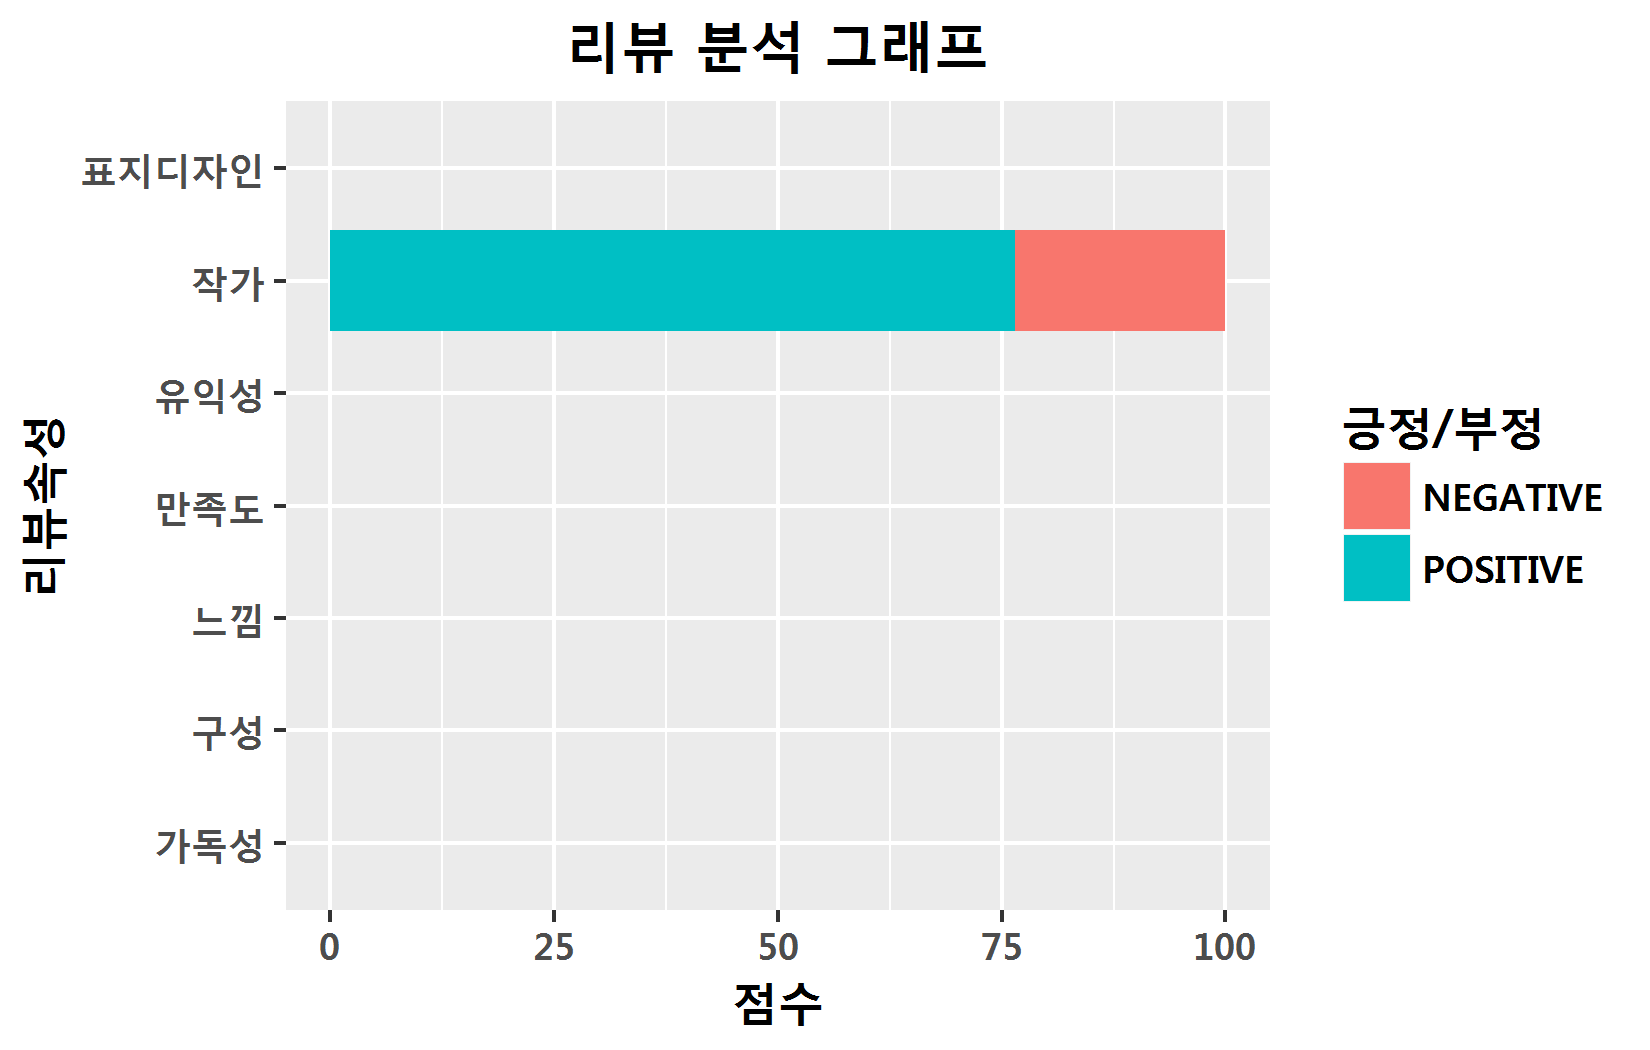 리뷰 분석 그래프
표지디자인
작가
유익성
만족도
느낌
구성
가독성
리뷰속성
0 25 50 75 100
점수
긍정/부정
NEGATIVE
POSITIVE